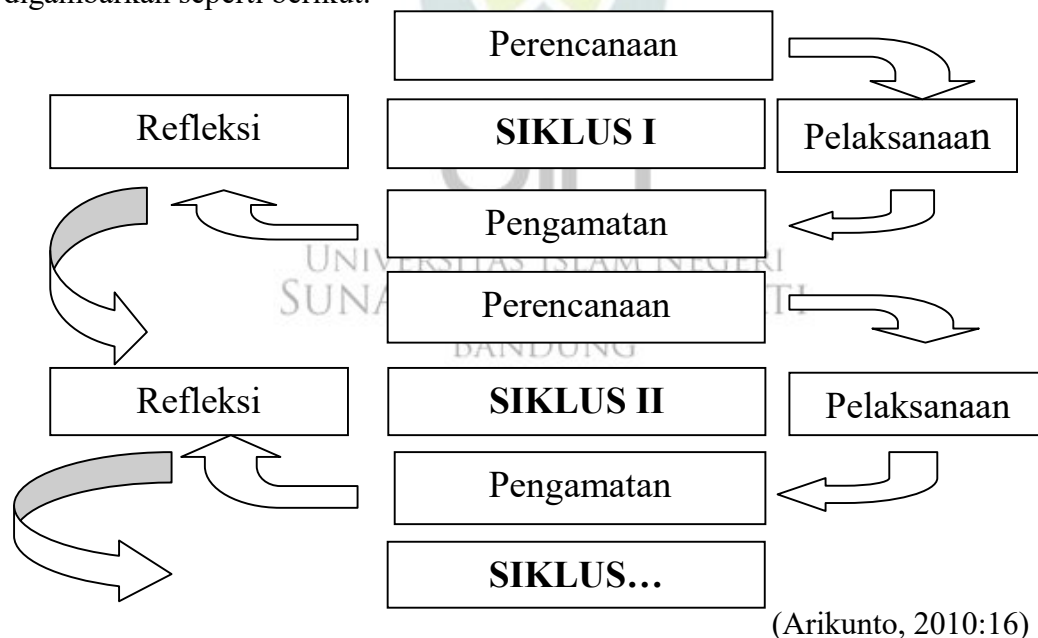 digambarkan seperti berikut:
Perencanaan
Refleksi
SIKLUS I
Pelaksanaan
Pengamatan
UNIVERSITAS ISLAM NEGERI
Perencanaan
BANDUNG
Refleksi
SIKLUS II
Pelaksanaan
Pengamatan
SIKLUS…
(Arikunto, 2010:16)